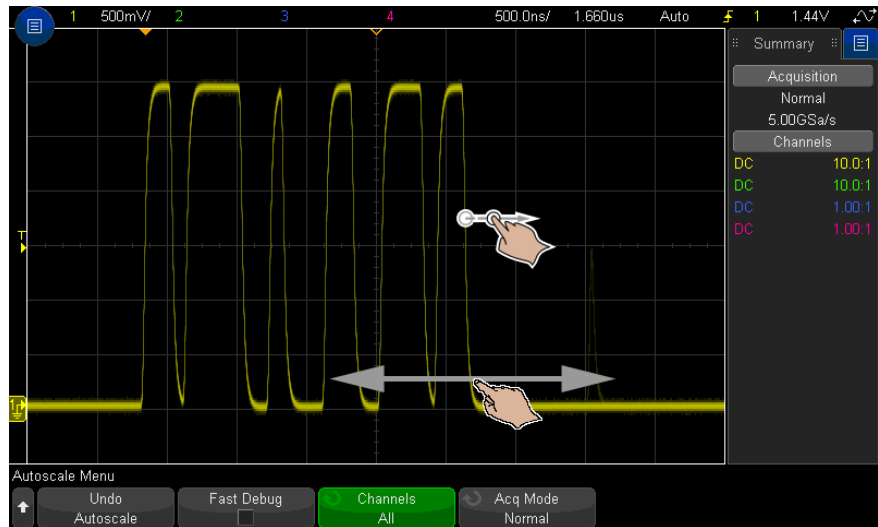 1 500mV/ 2 3 4 500.0ns/ 1.660us Auto 1 1.44V
Summary
Acquisition
Normal
5.00GSa/s
Channels
DC 10.0:1
DC 10.0:1
DC 1.00:1
DC 1.00:1
T
1
Autoscale Menu
Undo
Autoscale
Fast Debug
Channels
All
Acq Mode
Normal